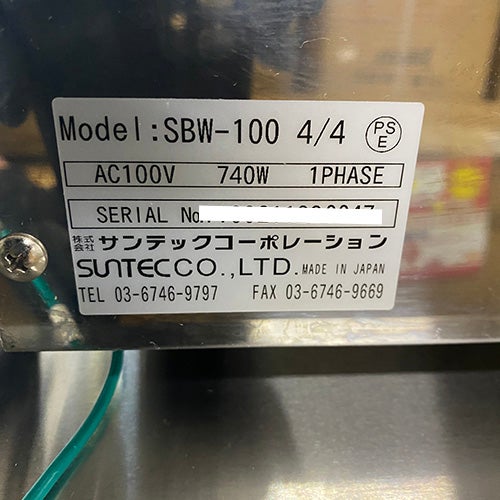 Model:SBW-100 4/4 PS E
AC100V 740W 1PHASE
SERIAL No.
株式会社 サンテックコーポレーション
SUNTEC CO.,LTD. MADE IN JAPAN
TEL 03-6746-9797 FAX 03-6746-9669